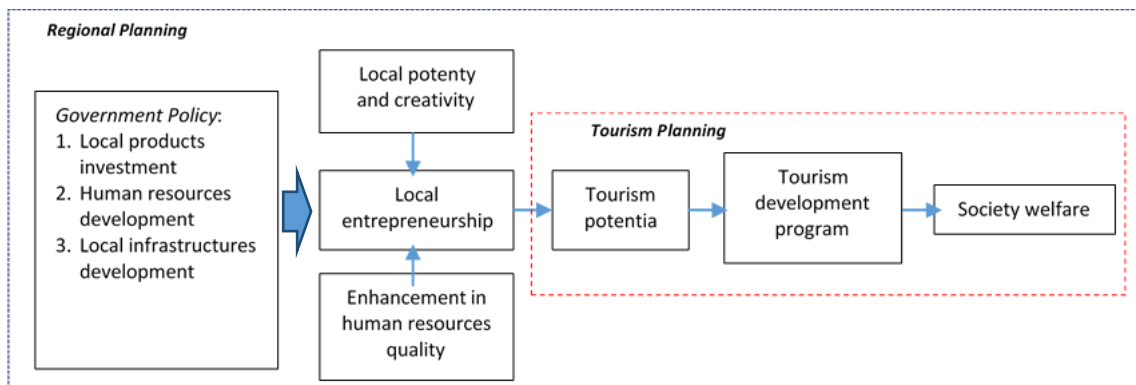 Regional Planning
Government Policy:
1. Local products
investment
2. Human resources
development
3. Local infrastructures
development
Local potenty
and creativity
Local
entrepreneurship
Enhancement in
human resources
quality
Tourism Planning
Tourism
potentia
Tourism
development
program
Society welfare